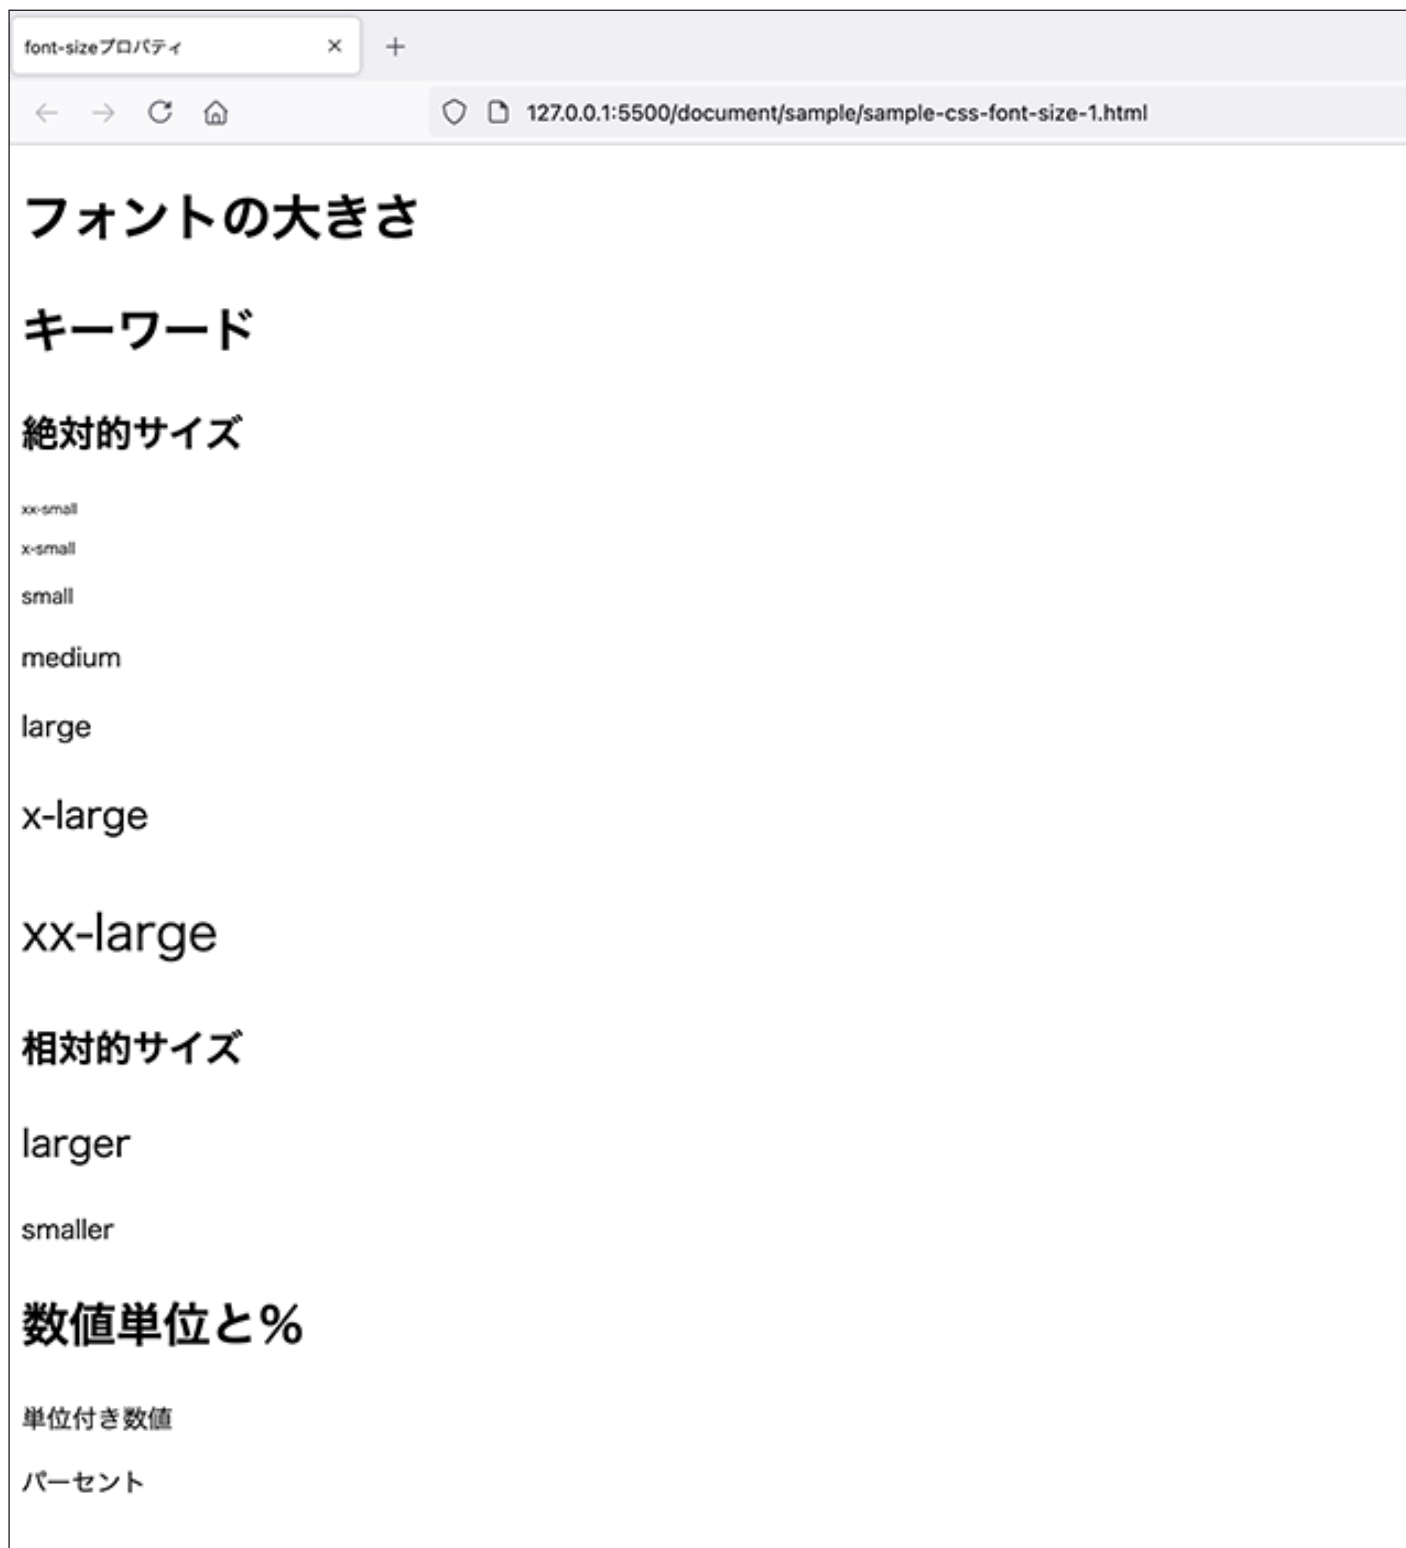 font-sizeプロパティ
127.0.0.1:5500/document/sample/sample-css-font-size-1.html
フォントの大きさ
キーワード
絶対的サイズ
xx-small
x-small
small
medium
large
x-large
xx-large
相対的サイズ
larger
smaller
数値単位と%
単位付き数値
パーセント